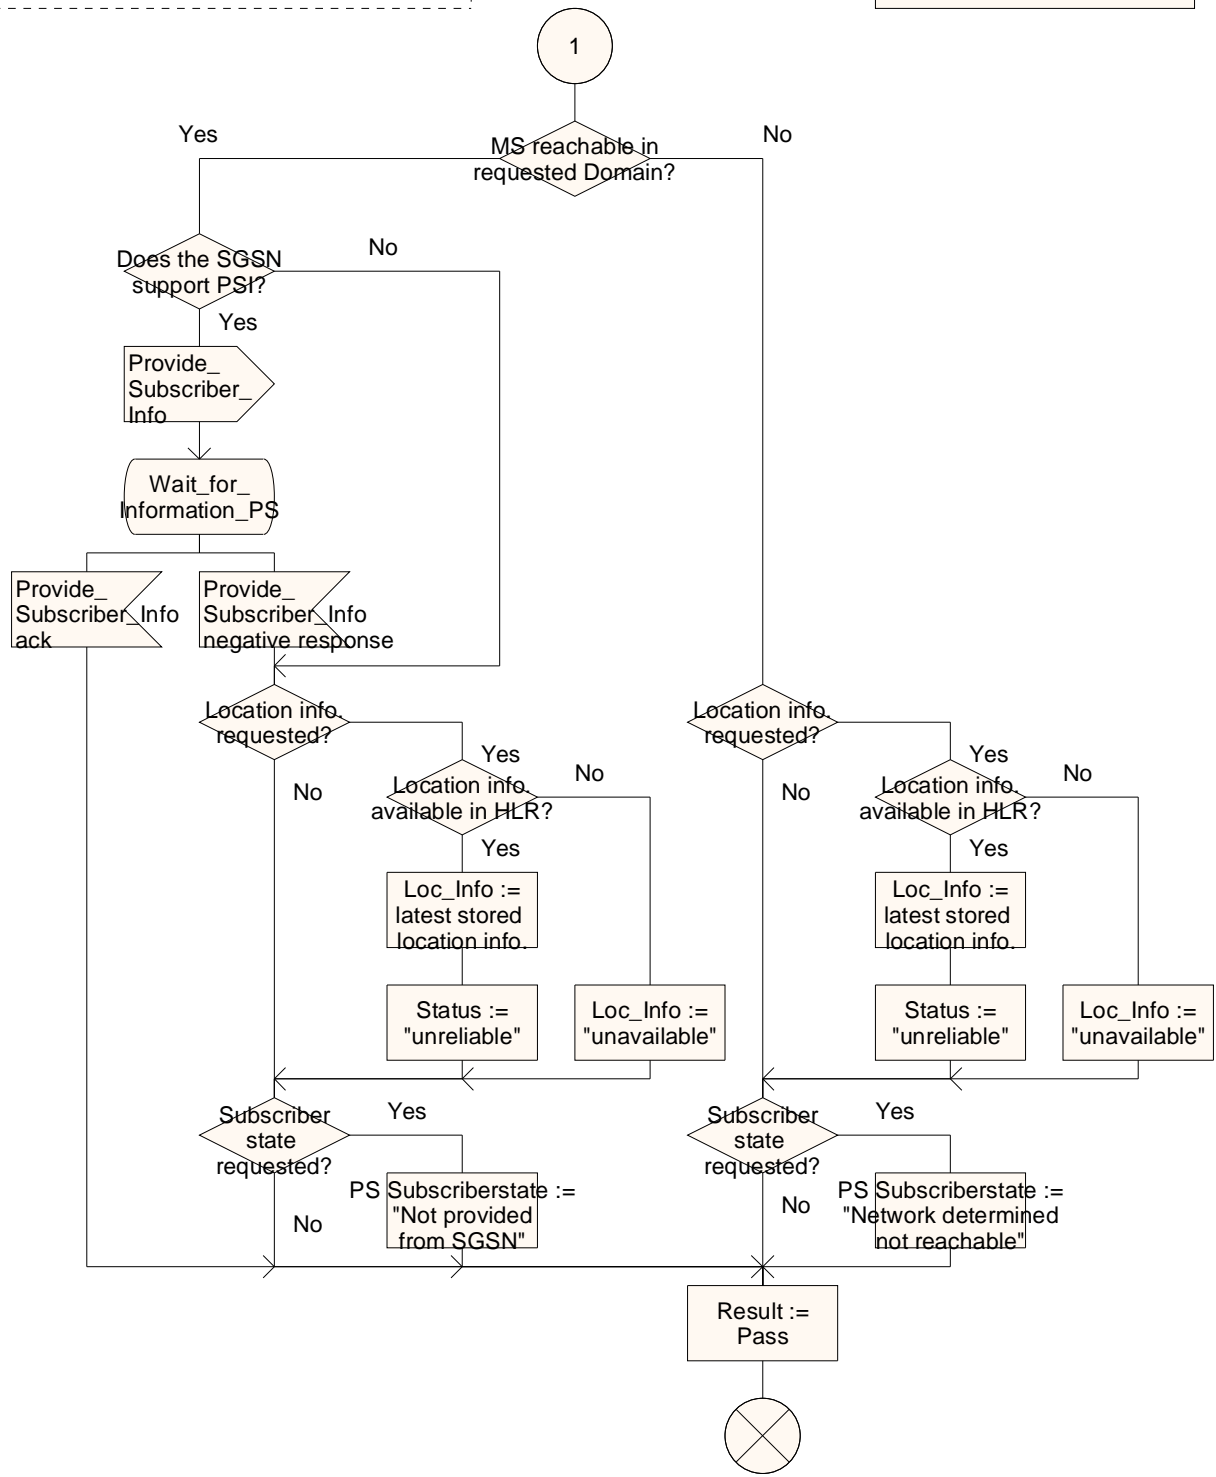 1
Yes
MS reachable in
requested Domain?
No
Does the SGSN
support PSI?
No
Yes
Provide_
Subscriber_
Info
Wait_for_
Information_PS
Provide_
Subscriber_Info
ack
Provide_
Subscriber_Info
negative response
Location info.
requested?
Yes
No
Location info.
available in HLR?
No
Yes
Loc_Info :=
latest stored
location info.
Status :=
"unreliable"
Loc_Info :=
"unavailable"
Location info.
requested?
Yes
No
Location info.
available in HLR?
No
Yes
Loc_Info :=
latest stored
location info.
Status :=
"unreliable"
Loc_Info :=
"unavailable"
Subscriber
state
requested?
Yes
No
PS Subscriberstate :=
"Not provided
from SGSN"
Subscriber
state
requested?
Yes
No
PS Subscriberstate :=
"Network determined
not reachable"
Result :=
Pass